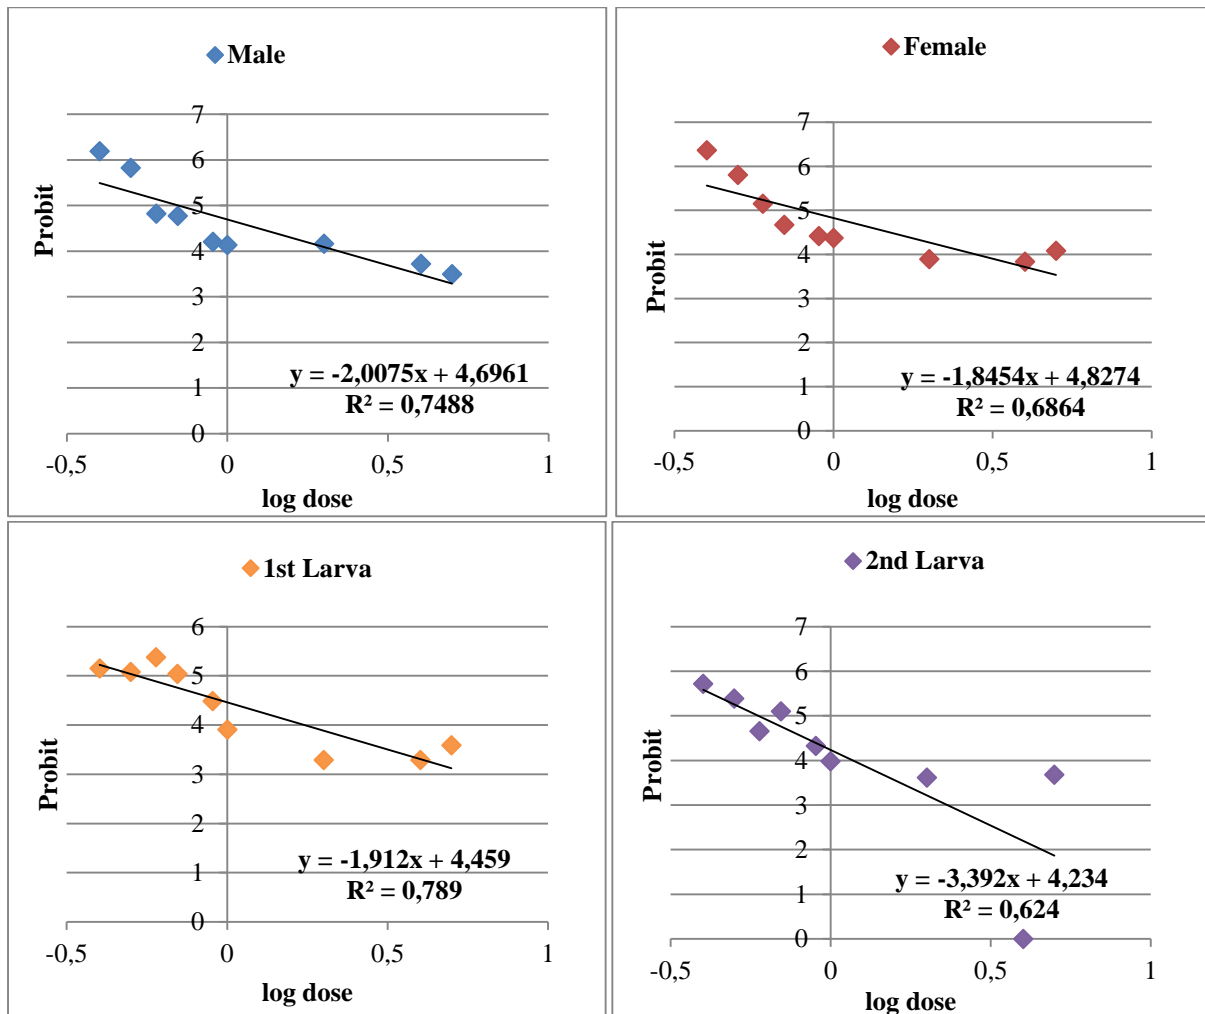 Male
7
6
5
4
3
2
1
0
-0,5
0
0,5
1
Probit
log dose
y = -2,0075x + 4,6961
R² = 0,7488
Female
7
6
5
4
3
2
1
0
-0,5
0
0,5
1
Probit
log dose
y = -1,8454x + 4,8274
R² = 0,6864
1st Larva
6
5
4
3
2
1
0
-0,5
0
0,5
1
Probit
log dose
y = -1,912x + 4,459
R² = 0,789
2nd Larva
7
6
5
4
3
2
1
0
-0,5
0
0,5
1
Probit
log dose
y = -3,392x + 4,234
R² = 0,624